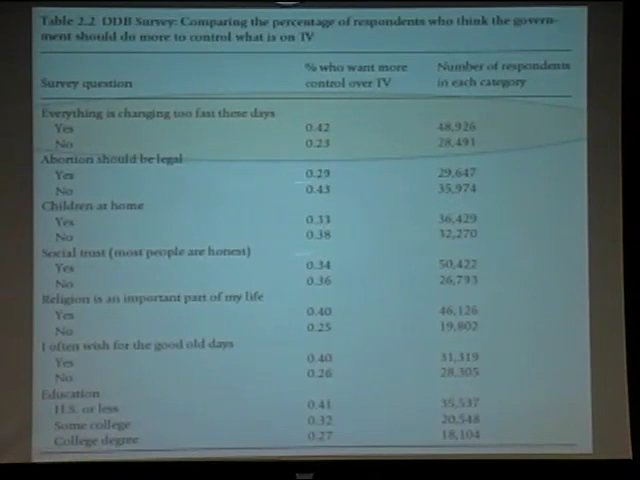 Table 2.2 DDB Survey: Comparing the percentage of respondents who think the govern-
ment should do more to control what is on TV
Survey question % who want more control over TV Number of respondents in each category
Everything is changing too fast these days
Yes 0.42 48,926
No 0.23 28,491
Abortion should be legal
Yes 0.29 29,647
No 0.43 35,974
Children at home
Yes 0.33 36,429
No 0.38 32,270
Social trust (most people are honest)
Yes 0.34 50,422
No 0.36 26,793
Religion is an important part of my life
Yes 0.40 46,126
No 0.25 19,802
I often wish for the good old days
Yes 0.40 31,319
No 0.26 28,305
Education
H.S. or less 0.41 35,537
Some college 0.32 20,548
College degree 0.27 18,104